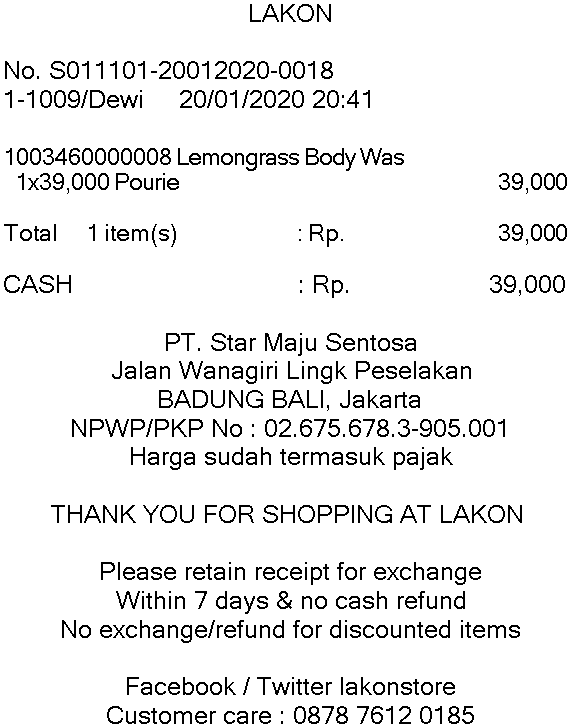 LAKON
No. S011101-20012020-0018
1-1009/Dewi 20/01/2020 20:41
1003460000008 Lemongrass Body Was
1x39,000 Pourie 39,000
Total 1 item(s) : Rp. 39,000
CASH : Rp. 39,000
PT. Star Maju Sentosa
Jalan Wanagiri Lingk Peselakan
BADUNG BALI, Jakarta
NPWP/PKP No : 02.675.678.3-905.001
Harga sudah termasuk pajak
THANK YOU FOR SHOPPING AT LAKON
Please retain receipt for exchange
Within 7 days & no cash refund
No exchange/refund for discounted items
Facebook / Twitter lakonstore
Customer care : 0878 7612 0185